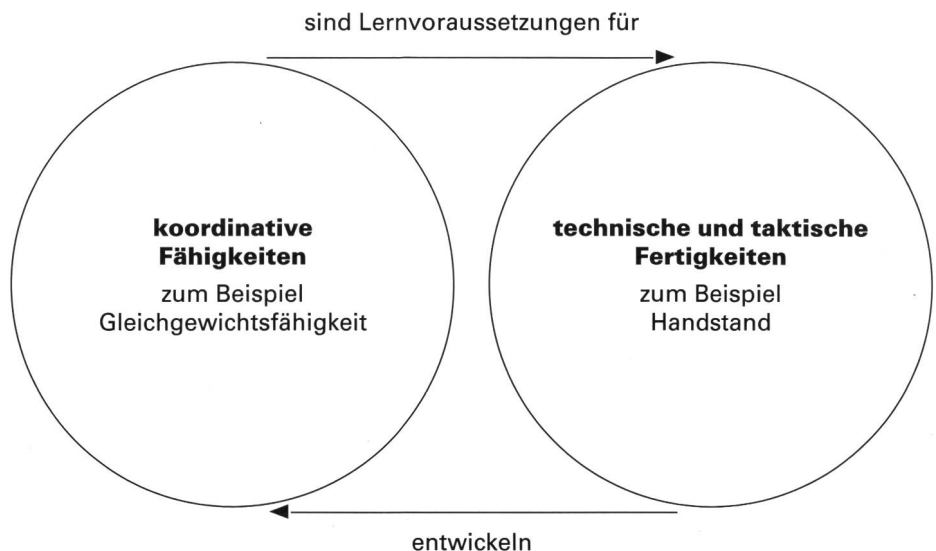 sind Lernvoraussetzungen für
koordinative
Fähigkeiten
zum Beispiel
Gleichgewichtsfähigkeit
technische und taktische
Fertigkeiten
zum Beispiel
Handstand
entwickeln